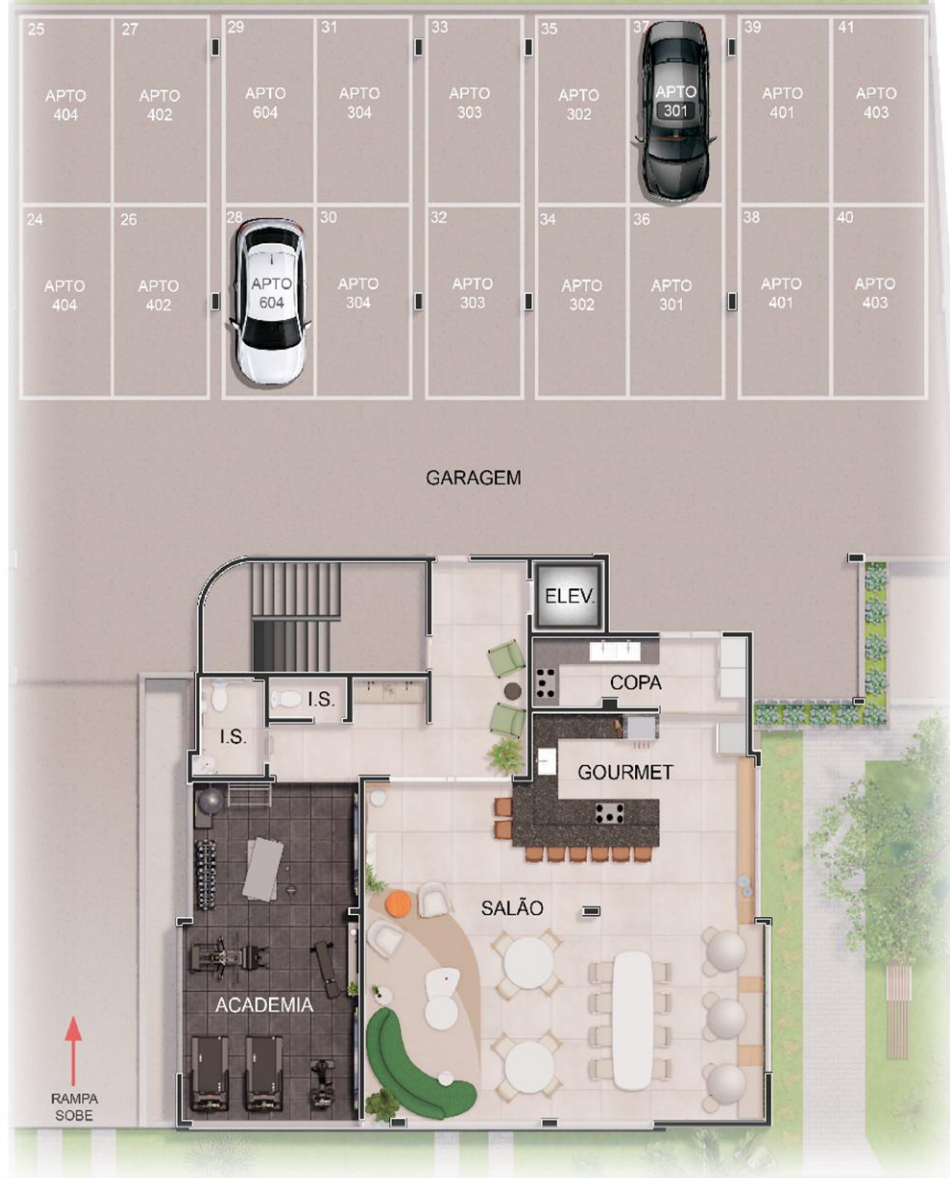 25 27 29 31 33 35 37 39 41
APTO APTO APTO APTO APTO APTO APTO APTO APTO
404 402 604 304 303 302 301 401 403
24 26 28 30 32 34 36 38 40
APTO APTO APTO APTO APTO APTO APTO APTO APTO
404 402 604 304 303 302 301 401 403
GARAGEM
ELEV.
COPA
I.S.
I.S.
GOURMET
SALÃO
ACADEMIA
RAMPA
SOBE